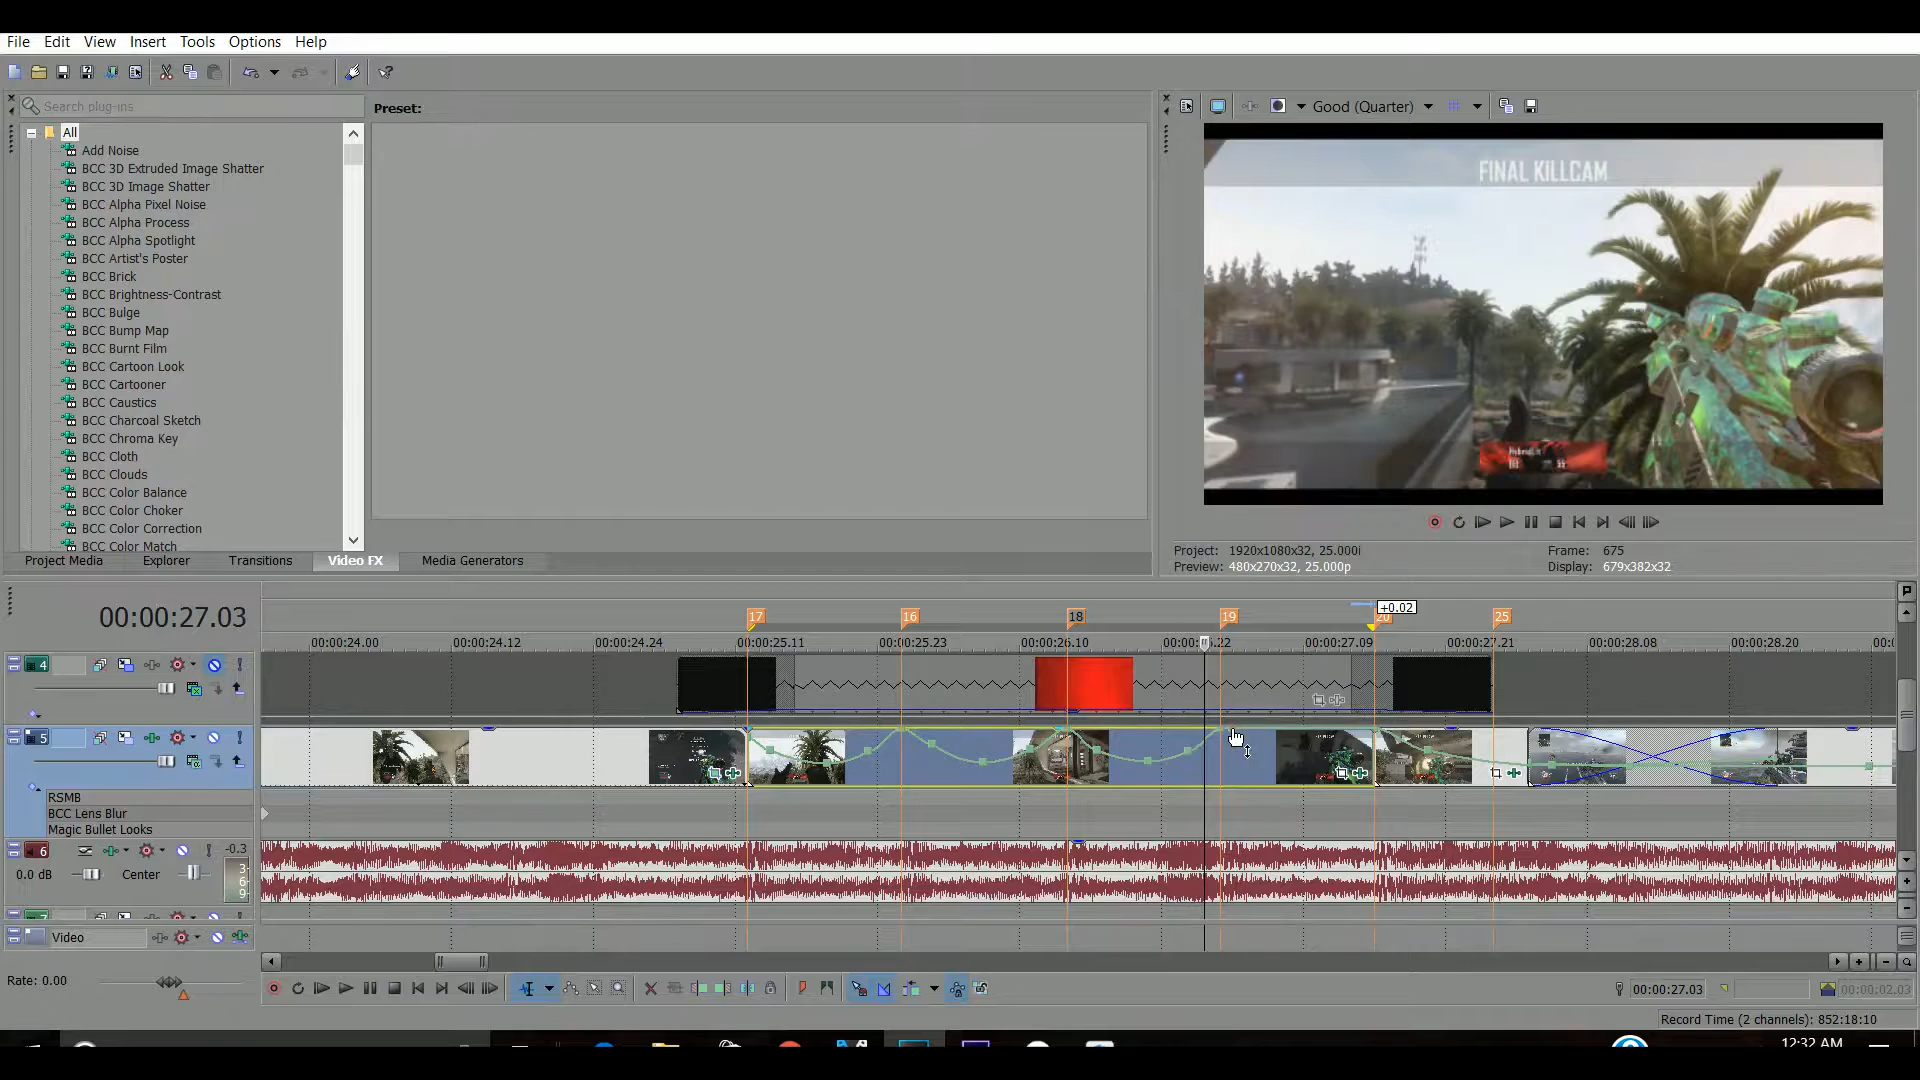 File Edit View Insert Tools Options Help
Search plug-ins
Preset:
Good (Quarter)
All
Add Noise
BCC 3D Extruded Image Shatter
BCC 3D Image Shatter
BCC Alpha Pixel Noise
BCC Alpha Process
BCC Alpha Spotlight
BCC Artist's Poster
BCC Brick
BCC Brightness-Contrast
BCC Bulge
BCC Bump Map
BCC Burnt Film
BCC Cartoon Look
BCC Cartooner
BCC Caustics
BCC Charcoal Sketch
BCC Chroma Key
BCC Cloth
BCC Clouds
BCC Color Balance
BCC Color Choker
BCC Color Correction
BCC Color Match
FINAL KILLCAM
Project Media Explorer Transitions Video FX Media Generators
Project: 1920x1080x32, 25.000i
Frame: 675
Preview: 480x270x32, 25.000p
Display: 679x382x32
00:00:27.03
17 16 18 19 20 25
+0.02
00:00:24.00 00:00:24.12 00:00:24.24 00:00:25.11 00:00:25.23 00:00:26.10 00:00:27.09 00:00:27.21 00:00:28.08 00:00:28.20
4
5
RSMB
BCC Lens Blur
Magic Bullet Looks
6 -0.3
0.0 dB Center
3
6
9
Video
Rate: 0.00
00:00:27.03 00:00:02.03
Record Time (2 channels): 852:18:10
12:32 AM